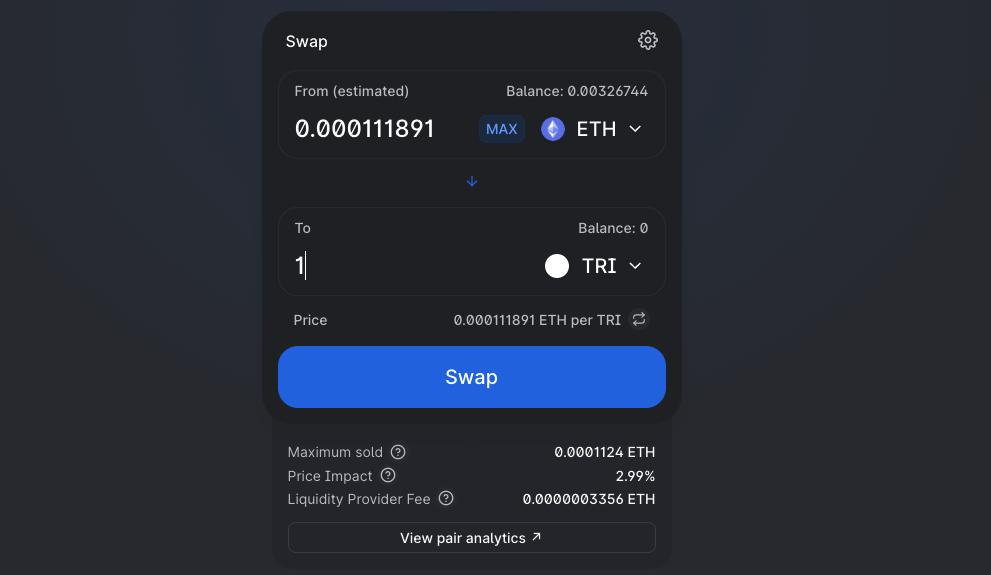 Swap
From (estimated) Balance: 0.00326744
0.000111891 MAX ETH
To Balance: 0
1 TRI
Price 0.000111891 ETH per TRI
Swap
Maximum sold ? 0.0001124 ETH
Price Impact ? 2.99%
Liquidity Provider Fee ? 0.0000003356 ETH
View pair analytics ↗